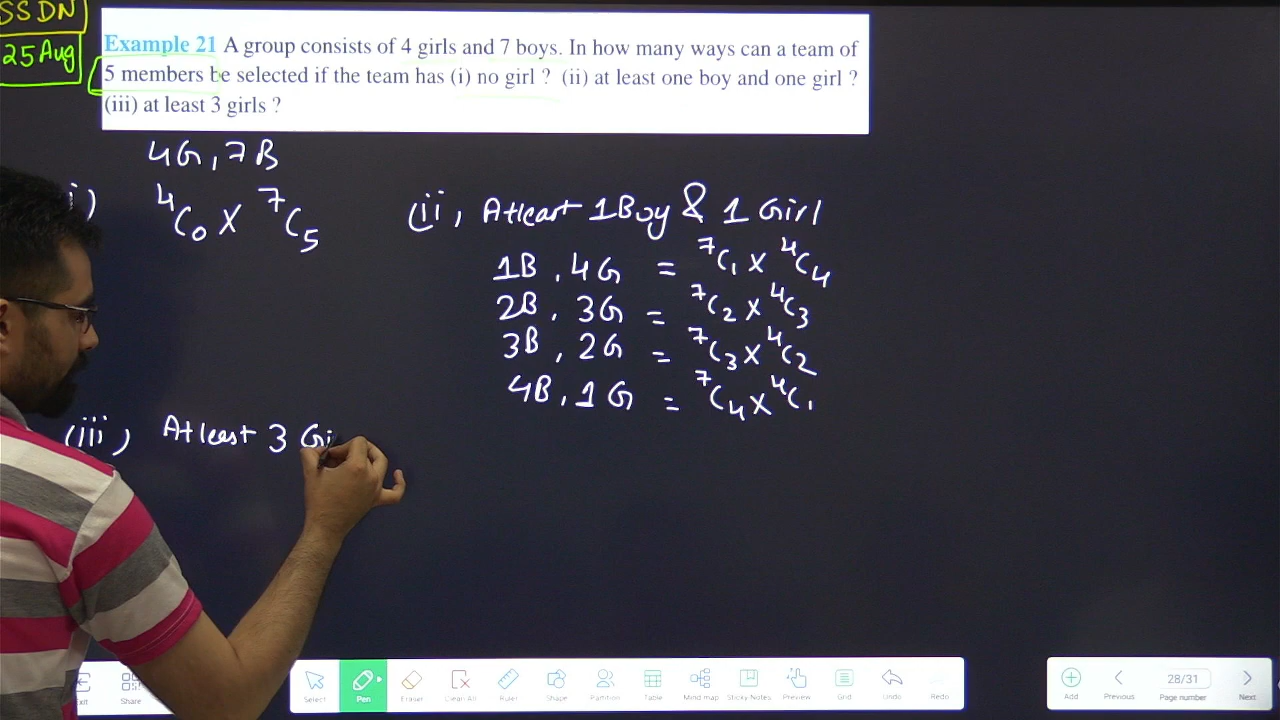 SSDN
25 Aug
Example 21 A group consists of 4 girls and 7 boys. In how many ways can a team of
5 members be selected if the team has (i) no girl ? (ii) at least one boy and one girl ?
(iii) at least 3 girls ?
4G, 7B
i) ⁴C₀ X ⁷C₅
(ii, Atleast 1Boy & 1 Girl
1B, 4G = ⁷C₁ X ⁴C₄
2B, 3G = ⁷C₂ X ⁴C₃
3B, 2G = ⁷C₃ X ⁴C₂
4B, 1G = ⁷C₄ X ⁴C₁
(iii) Atleast 3 Gi
Share
Select
Pen
Eraser
Clean All
Ruler
Shape
Partition
Table
Mind map
Sticky Notes
Preview
Grid
Undo
Redo
Add
Previous
28/31
Page number
Next